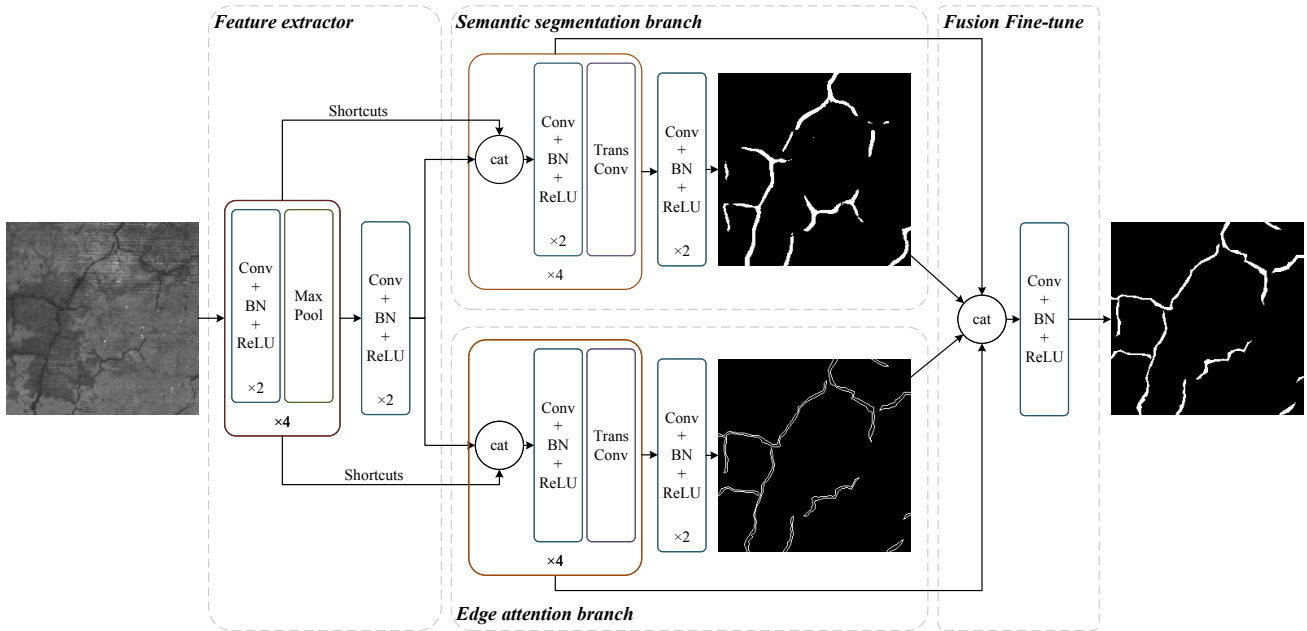 Feature extractor
Semantic segmentation branch
Fusion Fine-tune
Shortcuts
cat
Conv
+
BN
+
ReLU
×2
Trans
Conv
×4
Conv
+
BN
+
ReLU
×2
Conv
+
BN
+
ReLU
×2
Max
Pool
×4
Conv
+
BN
+
ReLU
×2
cat
Conv
+
BN
+
ReLU
Shortcuts
cat
Conv
+
BN
+
ReLU
Trans
Conv
×4
Conv
+
BN
+
ReLU
×2
Edge attention branch